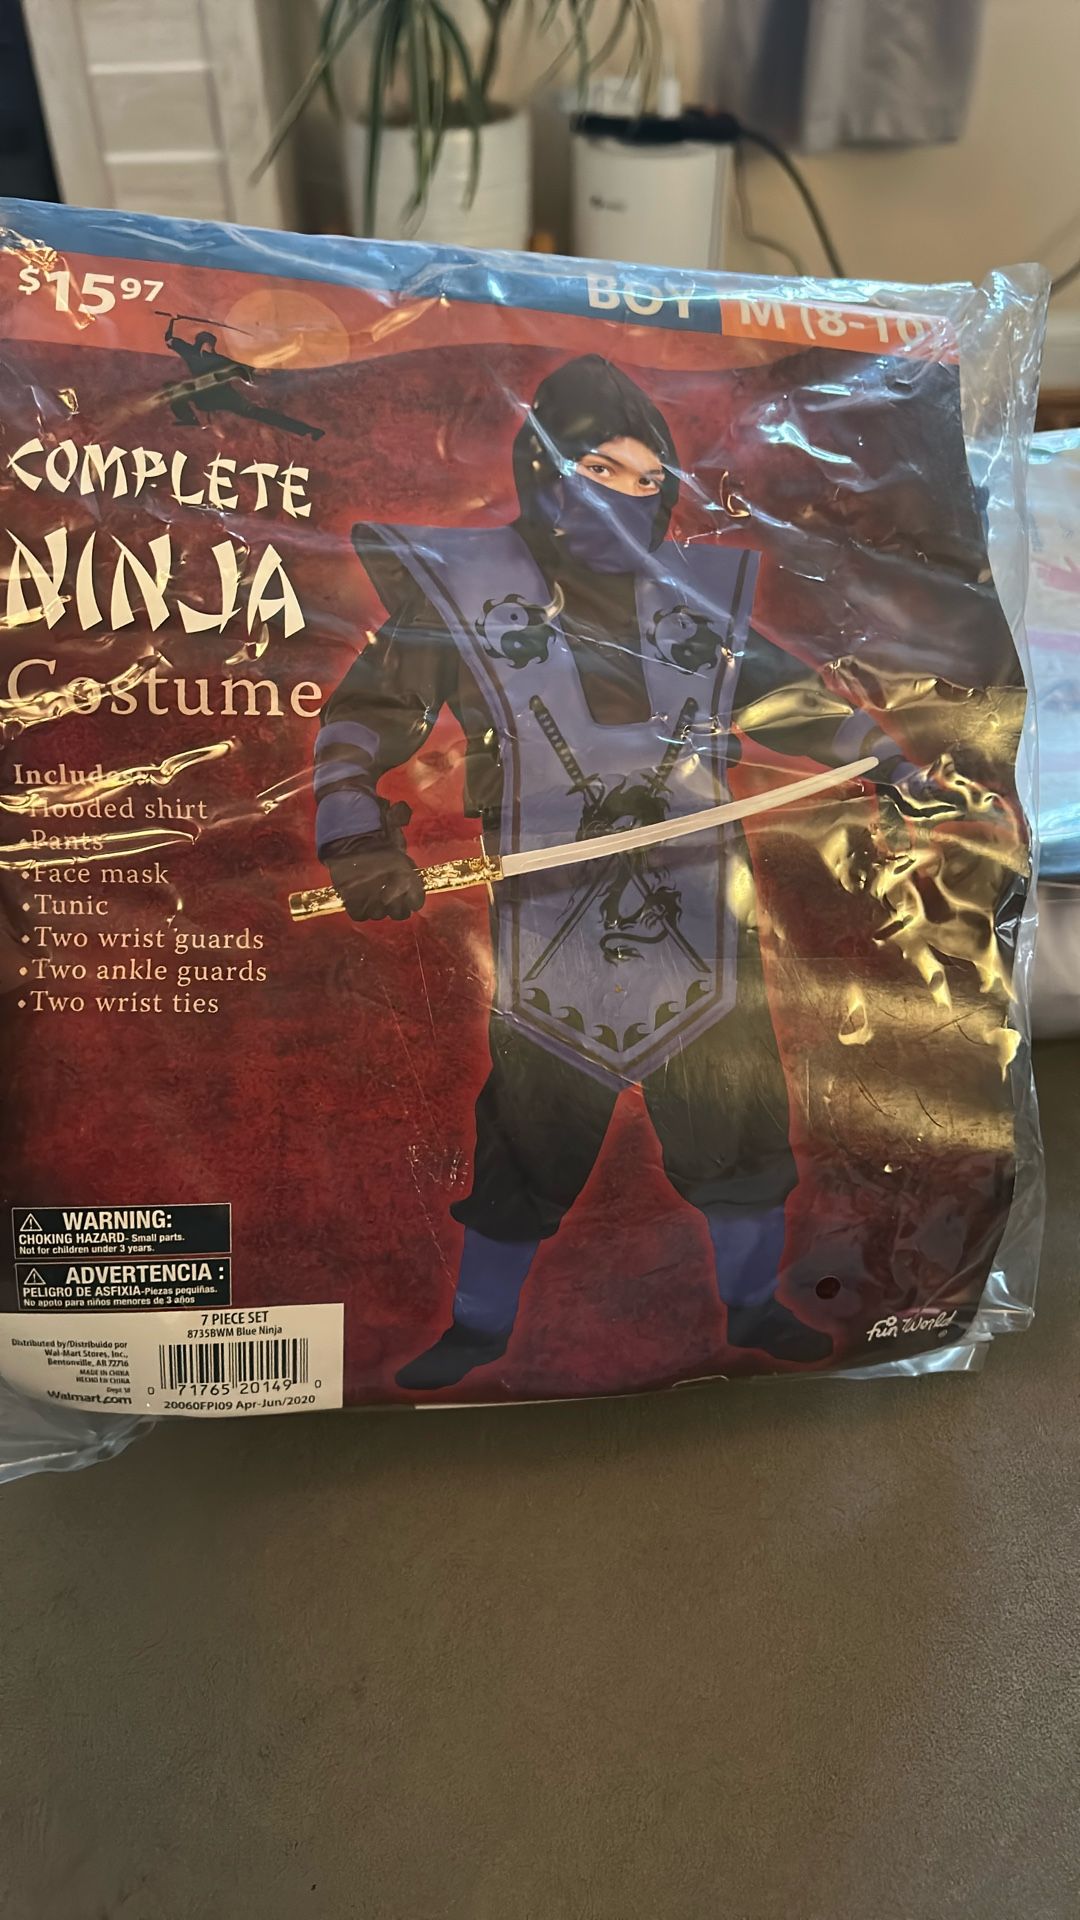 $15.97
BOY M (8-10)
COMPLETE
NINJA
Costume
Includes:
•Hooded shirt
•Pants
•Face mask
•Tunic
•Two wrist guards
•Two ankle guards
•Two wrist ties
WARNING:
CHOKING HAZARD- Small parts.
Not for children under 3 years.
ADVERTENCIA :
PELIGRO DE ASFIXIA-Piezas pequiñas.
No apoto para niños menores de 3 años
7 PIECE SET
8735BWM Blue Ninja
Distributed by/Distribuido por
Wal-Mart Stores, Inc.,
Bentonville, AR 72716
MADE IN CHINA
HECHO EN CHINA
Dept 18
Walmart.com
0 71765 20149 0
20060FPI09 Apr-Jun/2020
fun World